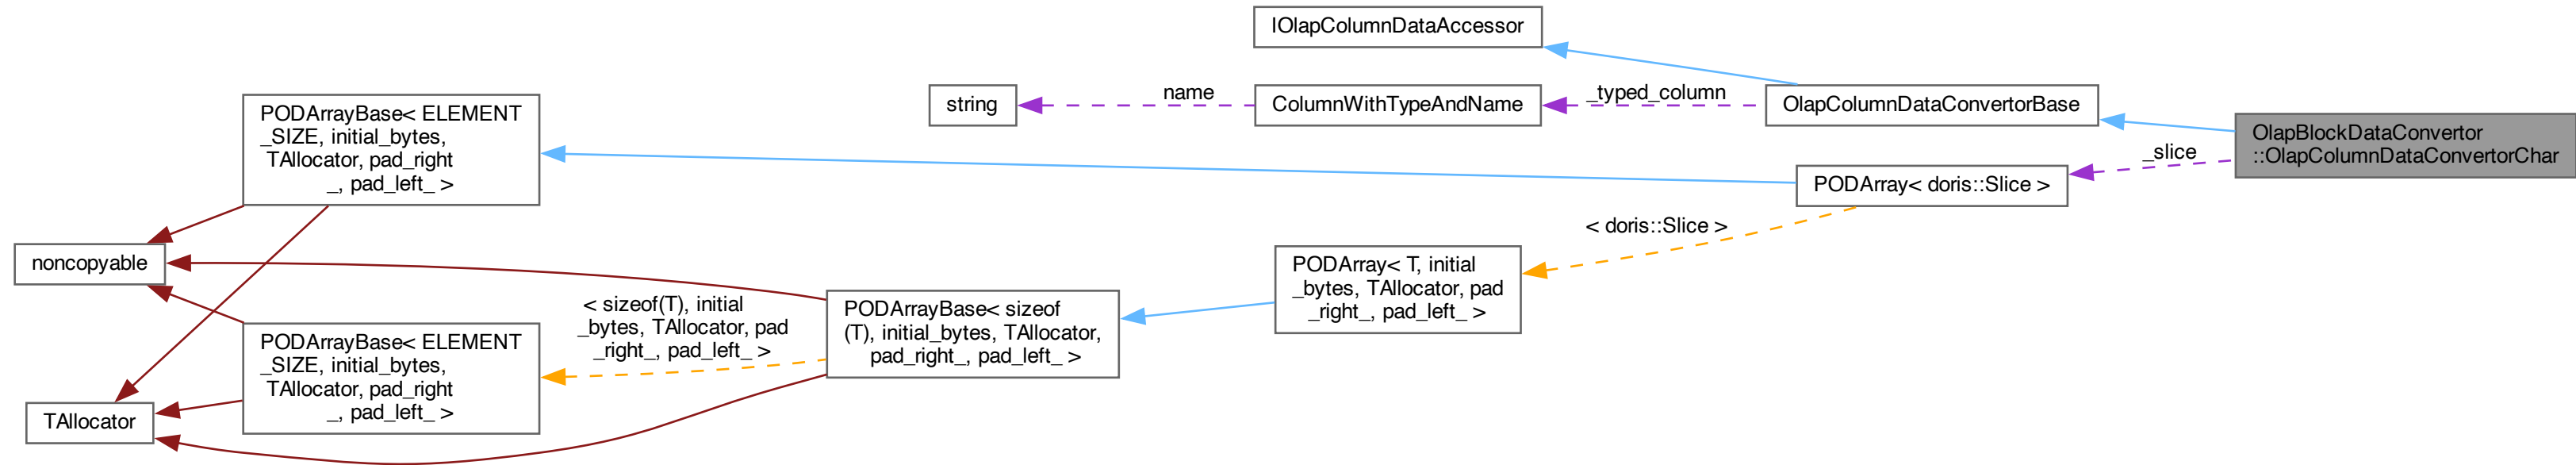 IOlapColumnDataAccessor
string
name
ColumnWithTypeAndName
_typed_column
OlapColumnDataConvertorBase
OlapBlockDataConvertor
::OlapColumnDataConvertorChar
_slice
PODArray< doris::Slice >
PODArrayBase< ELEMENT
_SIZE, initial_bytes,
TAllocator, pad_right
_, pad_left_ >
< doris::Slice >
noncopyable
PODArray< T, initial
_bytes, TAllocator, pad
_right_, pad_left_ >
PODArrayBase< sizeof
(T), initial_bytes, TAllocator,
pad_right_, pad_left_ >
< sizeof(T), initial
_bytes, TAllocator, pad
_right_, pad_left_ >
PODArrayBase< ELEMENT
_SIZE, initial_bytes,
TAllocator, pad_right
_, pad_left_ >
TAllocator